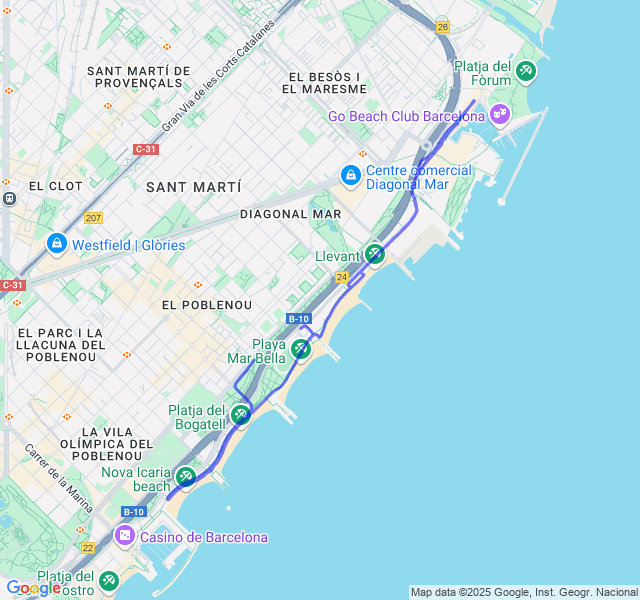 26
Platja del
Fòrum
SANT MARTÍ DE
PROVENÇALS
EL BESÒS I
EL MARESME
Gran Via de les Corts Catalanes
Go Beach Club Barcelona
C-31
Centre comercial
Diagonal Mar
EL CLOT
SANT MARTÍ
207
DIAGONAL MAR
Westfield | Glòries
Llevant
24
C-31
EL POBLENOU
B-10
EL PARC I LA
LLACUNA DEL
POBLENOU
Playa
Mar Bella
Platja del
Bogatell
LA VILA
OLÍMPICA DEL
POBLENOU
Carrer de la Marina
Nova Icaria
beach
B-10
Casino de Barcelona
22
Platja del
ostro
Google
Map data ©2025 Google, Inst. Geogr. Nacional